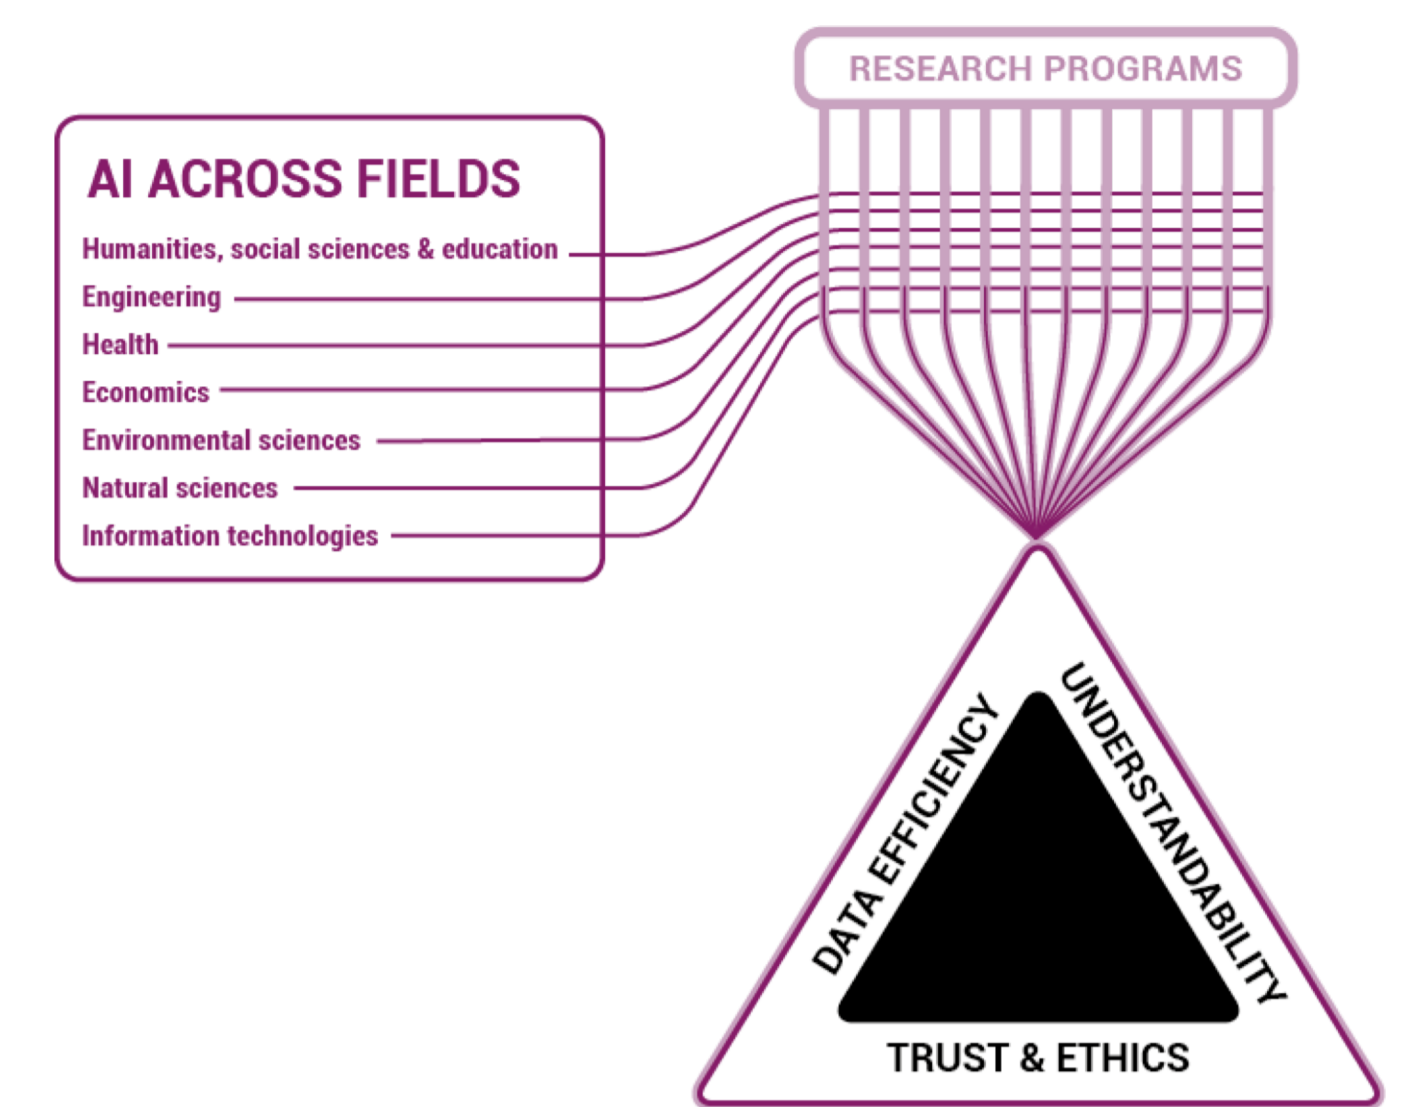 RESEARCH PROGRAMS
AI ACROSS FIELDS
Humanities, social sciences & education
Engineering
Health
Economics
Environmental sciences
Natural sciences
Information technologies
DATA EFFICIENCY
UNDERSTANDABILITY
TRUST & ETHICS